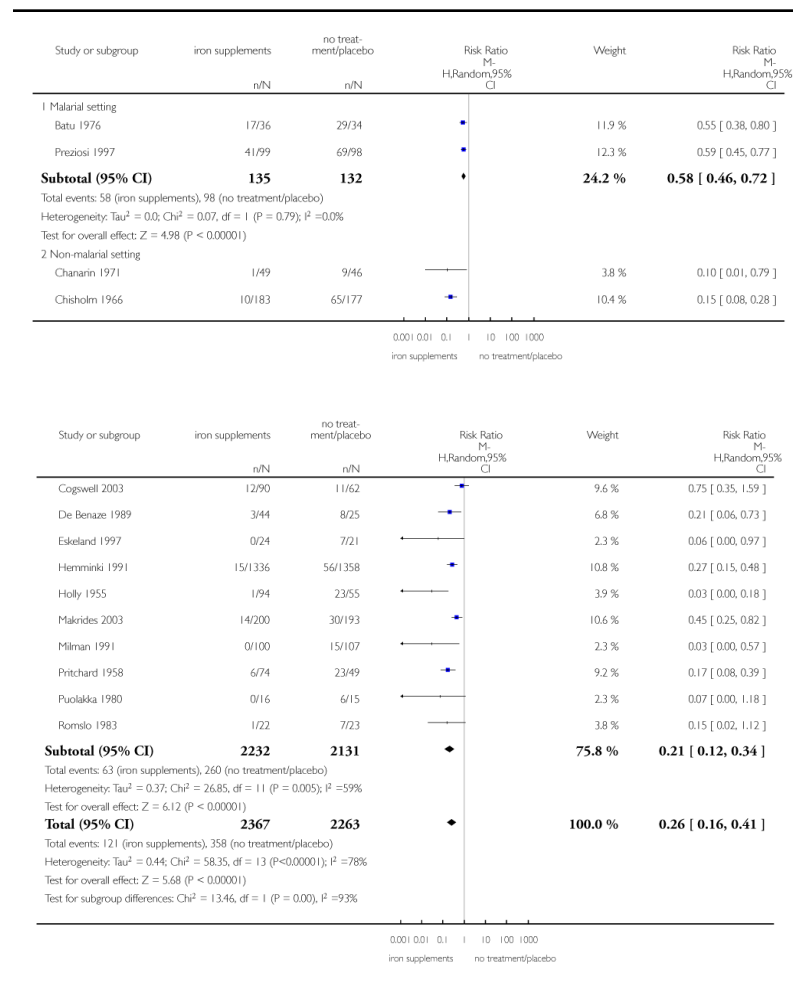 Study or subgroup iron supplements no treat- ment/placebo Risk Ratio Weight Risk Ratio
M- H,Random,95% CI M- H,Random,95% CI
n/N n/N
1 Malarial setting
Batu 1976 17/36 29/34 11.9 % 0.55 [ 0.38, 0.80 ]
Preziosi 1997 41/99 69/98 12.3 % 0.59 [ 0.45, 0.77 ]
Subtotal (95% CI) 135 132 24.2 % 0.58 [ 0.46, 0.72 ]
Total events: 58 (iron supplements), 98 (no treatment/placebo)
Heterogeneity: Tau² = 0.0; Chi² = 0.07, df = 1 (P = 0.79); I² =0.0%
Test for overall effect: Z = 4.98 (P < 0.00001)
2 Non-malarial setting
Chanarin 1971 1/49 9/46 3.8 % 0.10 [ 0.01, 0.79 ]
Chisholm 1966 10/183 65/177 10.4 % 0.15 [ 0.08, 0.28 ]
0.001 0.01 0.1 1 10 100 1000
iron supplements no treatment/placebo
Study or subgroup iron supplements no treat- ment/placebo Risk Ratio Weight Risk Ratio
M- H,Random,95% CI M- H,Random,95% CI
n/N n/N
Cogswell 2003 12/90 11/62 9.6 % 0.75 [ 0.35, 1.59 ]
De Benaze 1989 3/44 8/25 6.8 % 0.21 [ 0.06, 0.73 ]
Eskeland 1997 0/24 7/21 2.3 % 0.06 [ 0.00, 0.97 ]
Hemminki 1991 15/1336 56/1358 10.8 % 0.27 [ 0.15, 0.48 ]
Holly 1955 1/94 23/55 3.9 % 0.03 [ 0.00, 0.18 ]
Makrides 2003 14/200 30/193 10.6 % 0.45 [ 0.25, 0.82 ]
Milman 1991 0/100 15/107 2.3 % 0.03 [ 0.00, 0.57 ]
Pritchard 1958 6/74 23/49 9.2 % 0.17 [ 0.08, 0.39 ]
Puolakka 1980 0/16 6/15 2.3 % 0.07 [ 0.00, 1.18 ]
Romslo 1983 1/22 7/23 3.8 % 0.15 [ 0.02, 1.12 ]
Subtotal (95% CI) 2232 2131 75.8 % 0.21 [ 0.12, 0.34 ]
Total events: 63 (iron supplements), 260 (no treatment/placebo)
Heterogeneity: Tau² = 0.37; Chi² = 26.85, df = 11 (P = 0.005); I² =59%
Test for overall effect: Z = 6.12 (P < 0.00001)
Total (95% CI) 2367 2263 100.0 % 0.26 [ 0.16, 0.41 ]
Total events: 121 (iron supplements), 358 (no treatment/placebo)
Heterogeneity: Tau² = 0.44; Chi² = 58.35, df = 13 (P<0.00001); I² =78%
Test for overall effect: Z = 5.68 (P < 0.00001)
Test for subgroup differences: Chi² = 13.46, df = 1 (P = 0.00), I² =93%
0.001 0.01 0.1 1 10 100 1000
iron supplements no treatment/placebo